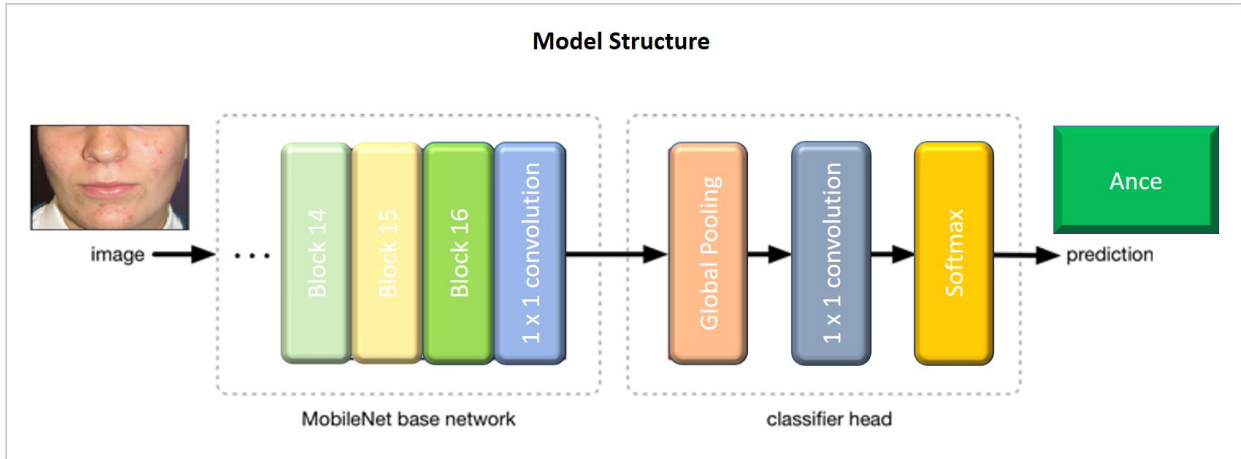 Model Structure
image
...
Block 14
Block 15
Block 16
1 x 1 convolution
MobileNet base network
Global Pooling
1 x 1 convolution
Softmax
classifier head
Ance
prediction